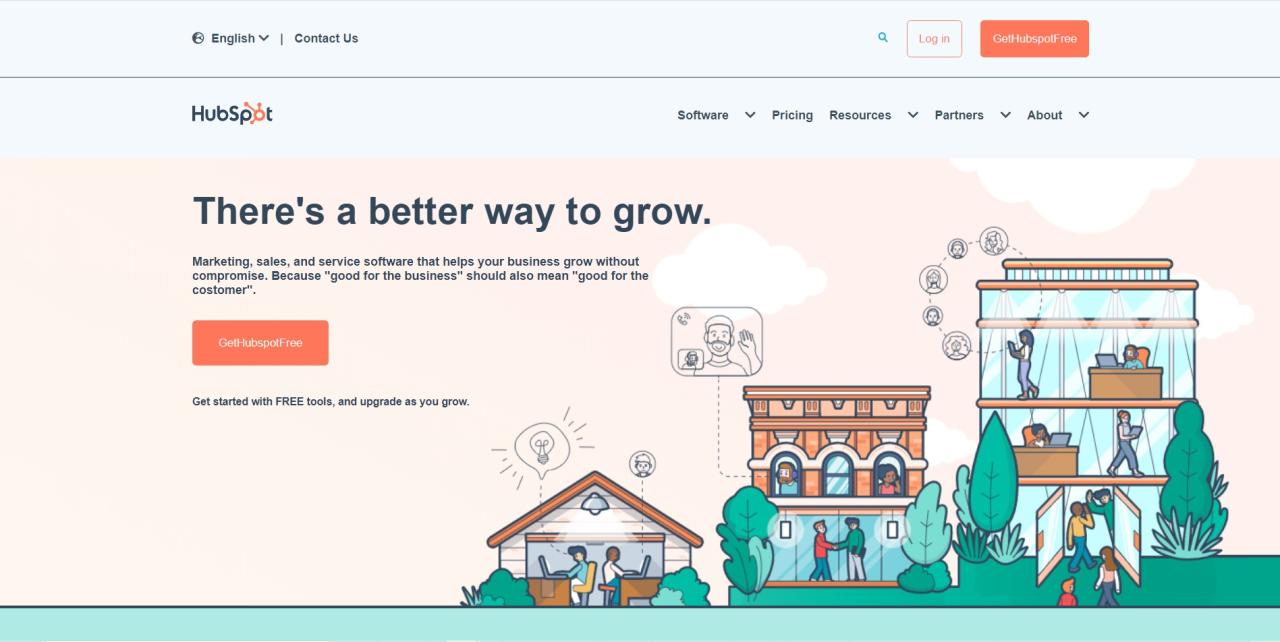 English | Contact Us
Log in
GetHubspotFree
HubSpot
Software Pricing Resources Partners About
There's a better way to grow.
Marketing, sales, and service software that helps your business grow without
compromise. Because "good for the business" should also mean "good for the
costomer".
GetHubspotFree
Get started with FREE tools, and upgrade as you grow.